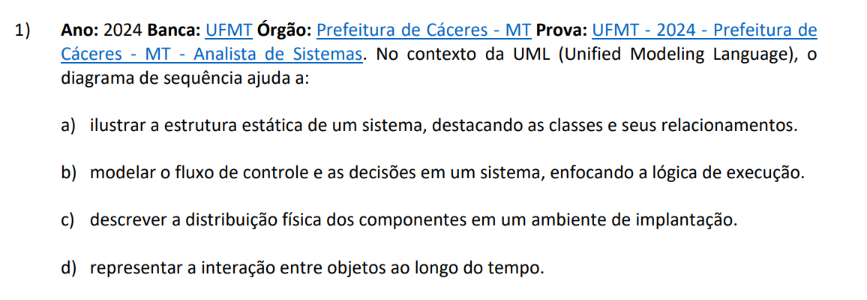 1) Ano: 2024 Banca: UFMT Órgão: Prefeitura de Cáceres - MT Prova: UFMT - 2024 - Prefeitura de
Cáceres - MT - Analista de Sistemas. No contexto da UML (Unified Modeling Language), o
diagrama de sequência ajuda a:
a) ilustrar a estrutura estática de um sistema, destacando as classes e seus relacionamentos.
b) modelar o fluxo de controle e as decisões em um sistema, enfocando a lógica de execução.
c) descrever a distribuição física dos componentes em um ambiente de implantação.
d) representar a interação entre objetos ao longo do tempo.